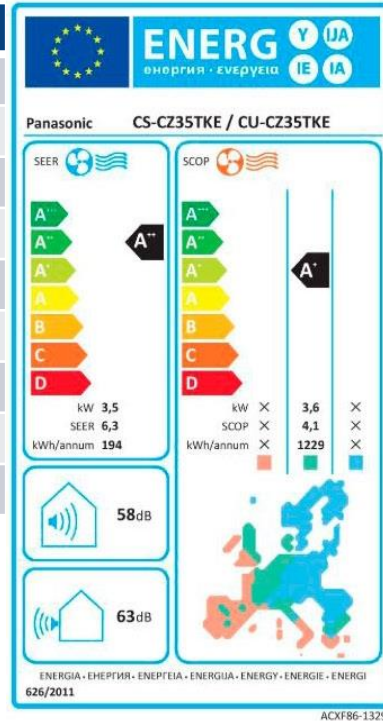 ENERG Y IJA
енергия · ενεργεια IE IA
Panasonic CS-CZ35TKE / CU-CZ35TKE
SEER SCOP
A+++ A+++
A++ A++ A++
A+ A+ A+
A A
B B
C C
D D
kW 3,5 kW X 3,6 X
SEER 6,3 SCOP X 4,1 X
kWh/annum 194 kWh/annum X 1229 X
58dB
63dB
ENERGIA · ЕНЕРГИЯ · ΕΝΕΡΓΕΙΑ · ENERGIJA · ENERGY · ENERGIE · ENERGI
626/2011
ACXF86-1329